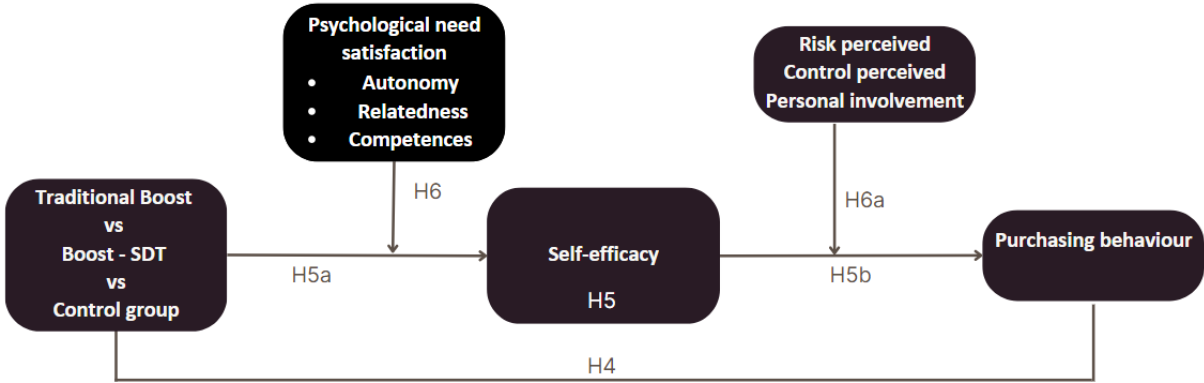 Psychological need
satisfaction
• Autonomy
• Relatedness
• Competences
Risk perceived
Control perceived
Personal involvement
H6
H6a
Traditional Boost
vs
Boost - SDT
vs
Control group
H5a
Self-efficacy
H5
H5b
Purchasing behaviour
H4